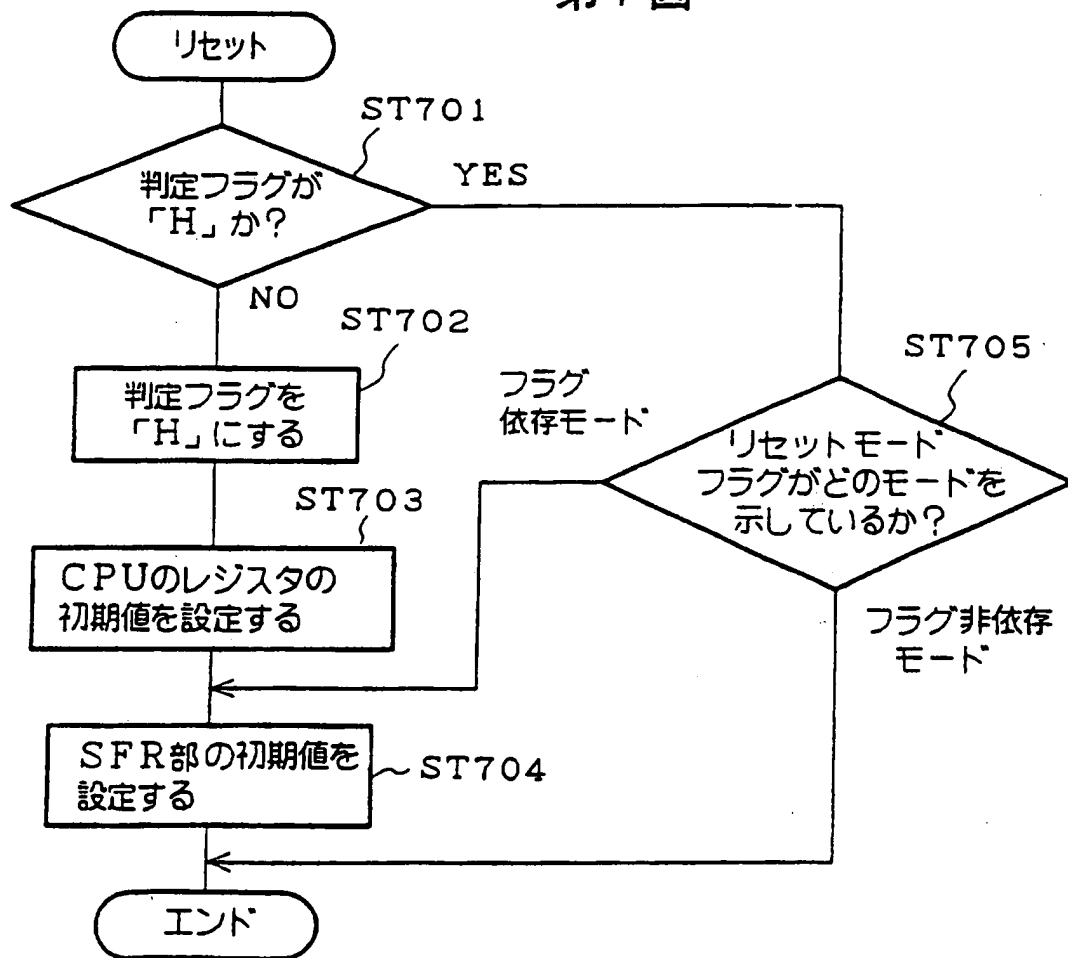 リセット
ST701
判定フラグが
「H」か?
YES
NO
ST702
判定フラグを
「H」にする
ST703
CPUのレジスタの
初期値を設定する
SFR部の初期値を
設定する
ST704
エンド
フラグ
依存モード
ST705
リセットモード
フラグがどのモードを
示しているか?
フラグ非依存
モード